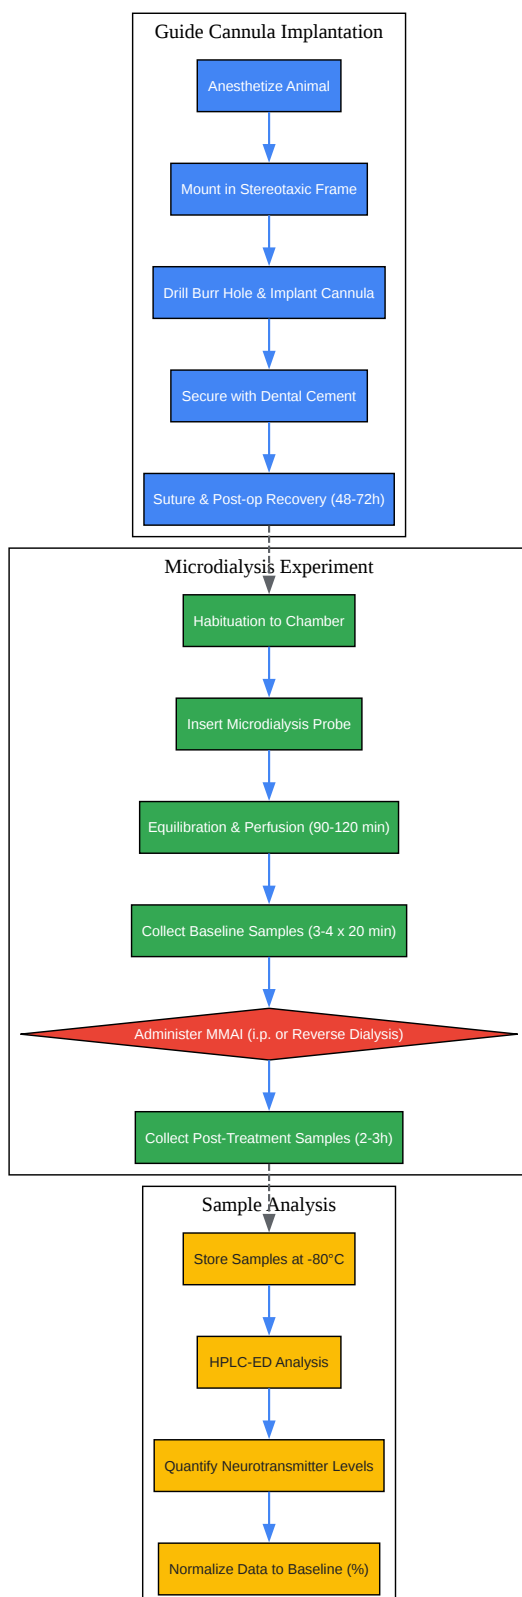 Guide Cannula Implantation
Anesthetize Animal
Mount in Stereotaxic Frame
Drill Burr Hole & Implant Cannula
Secure with Dental Cement
Suture & Post-op Recovery (48-72h)
Microdialysis Experiment
Habituation to Chamber
Insert Microdialysis Probe
Equilibration & Perfusion (90-120 min)
Collect Baseline Samples (3-4 x 20 min)
Administer MMAI (i.p. or Reverse Dialysis)
Collect Post-Treatment Samples (2-3h)
Sample Analysis
Store Samples at -80°C
HPLC-ED Analysis
Quantify Neurotransmitter Levels
Normalize Data to Baseline (%)